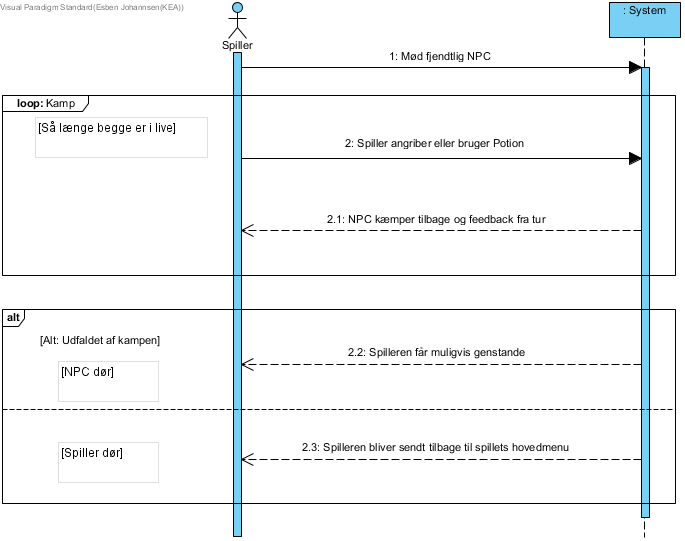 Visual Paradigm Standard(Esben Johannsen(KEA))
: System
Spiller
1: Mød fjendtlig NPC
loop: Kamp
[Så længe begge er i live]
2: Spiller angriber eller bruger Potion
2.1: NPC kæmper tilbage og feedback fra tur
alt
[Alt: Udfaldet af kampen]
2.2: Spilleren får muligvis genstande
[NPC dør]
2.3: Spilleren bliver sendt tilbage til spillets hovedmenu
[Spiller dør]